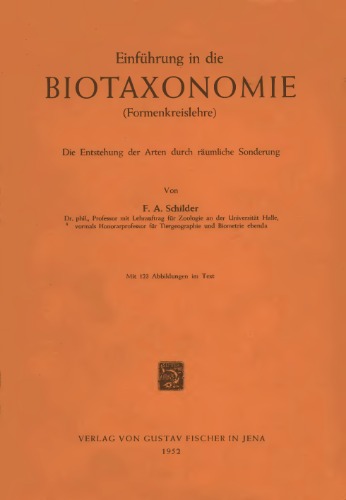 Einführung in die
BIOTAXONOMIE
(Formenkreislehre)
Die Entstehung der Arten durch räumliche Sonderung
Von
F. A. Schilder
Dr. phil., Professor mit Lehrauftrag für Zoologie an der Universität Halle,
vormals Honorarprofessor für Tiergeographie und Biometrie ebenda
Mit Abbildungen im Text
VERLAG VON GUSTAV FISCHER IN JENA
1952